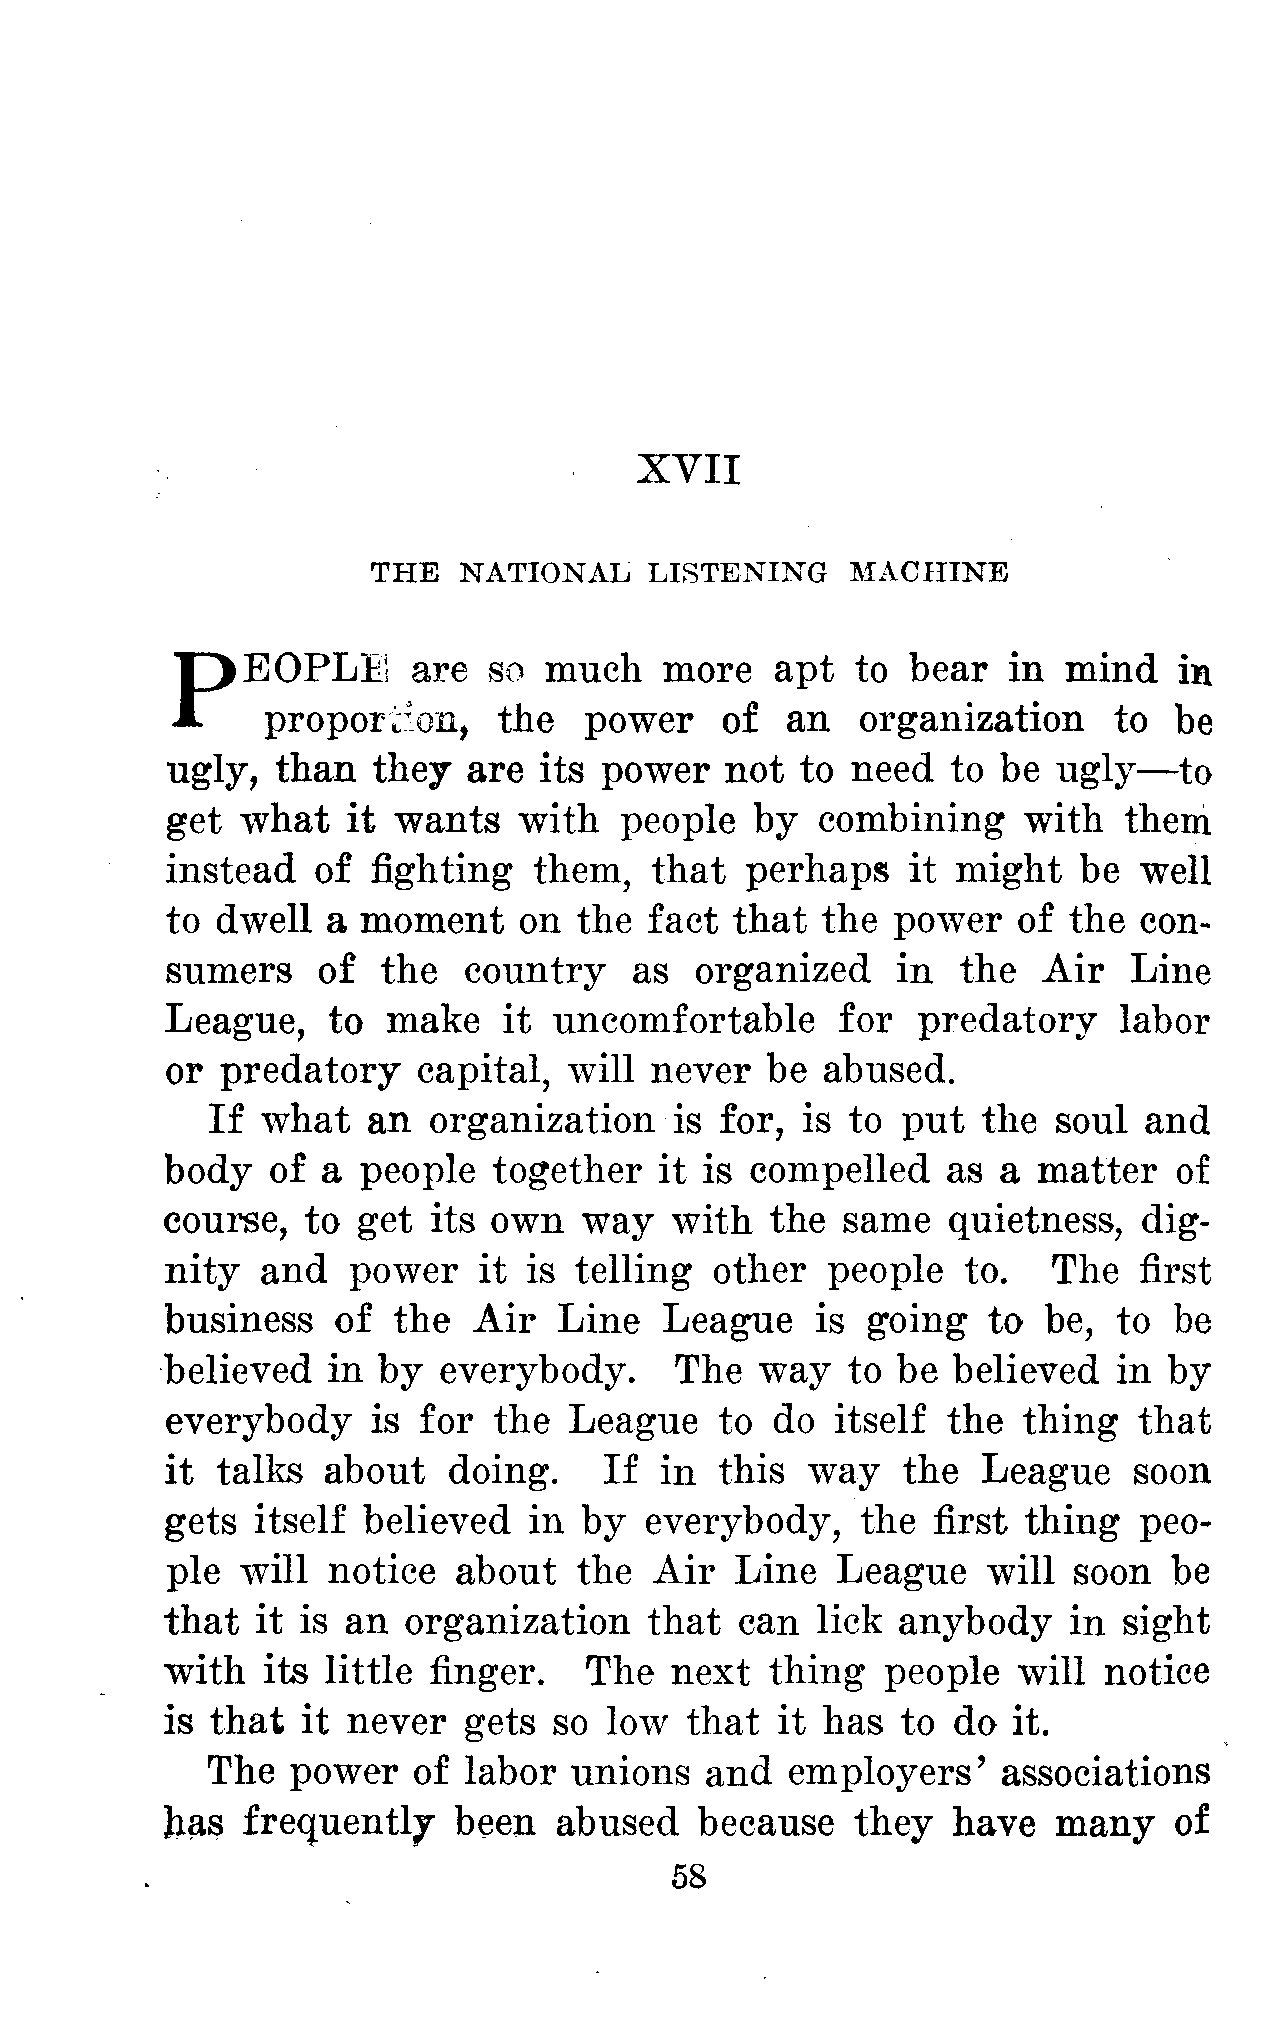 XVII
THE NATIONAL LISTENING MACHINE
PEOPLE are so much more apt to bear in mind in
proportion, the power of an organization to be
ugly, than they are its power not to need to be ugly—to
get what it wants with people by combining with them
instead of fighting them, that perhaps it might be well
to dwell a moment on the fact that the power of the con-
sumers of the country as organized in the Air Line
League, to make it uncomfortable for predatory labor
or predatory capital, will never be abused.
If what an organization is for, is to put the soul and
body of a people together it is compelled as a matter of
course, to get its own way with the same quietness, dig-
nity and power it is telling other people to. The first
business of the Air Line League is going to be, to be
believed in by everybody. The way to be believed in by
everybody is for the League to do itself the thing that
it talks about doing. If in this way the League soon
gets itself believed in by everybody, the first thing peo-
ple will notice about the Air Line League will soon be
that it is an organization that can lick anybody in sight
with its little finger. The next thing people will notice
is that it never gets so low that it has to do it.
The power of labor unions and employers' associations
has frequently been abused because they have many of
58